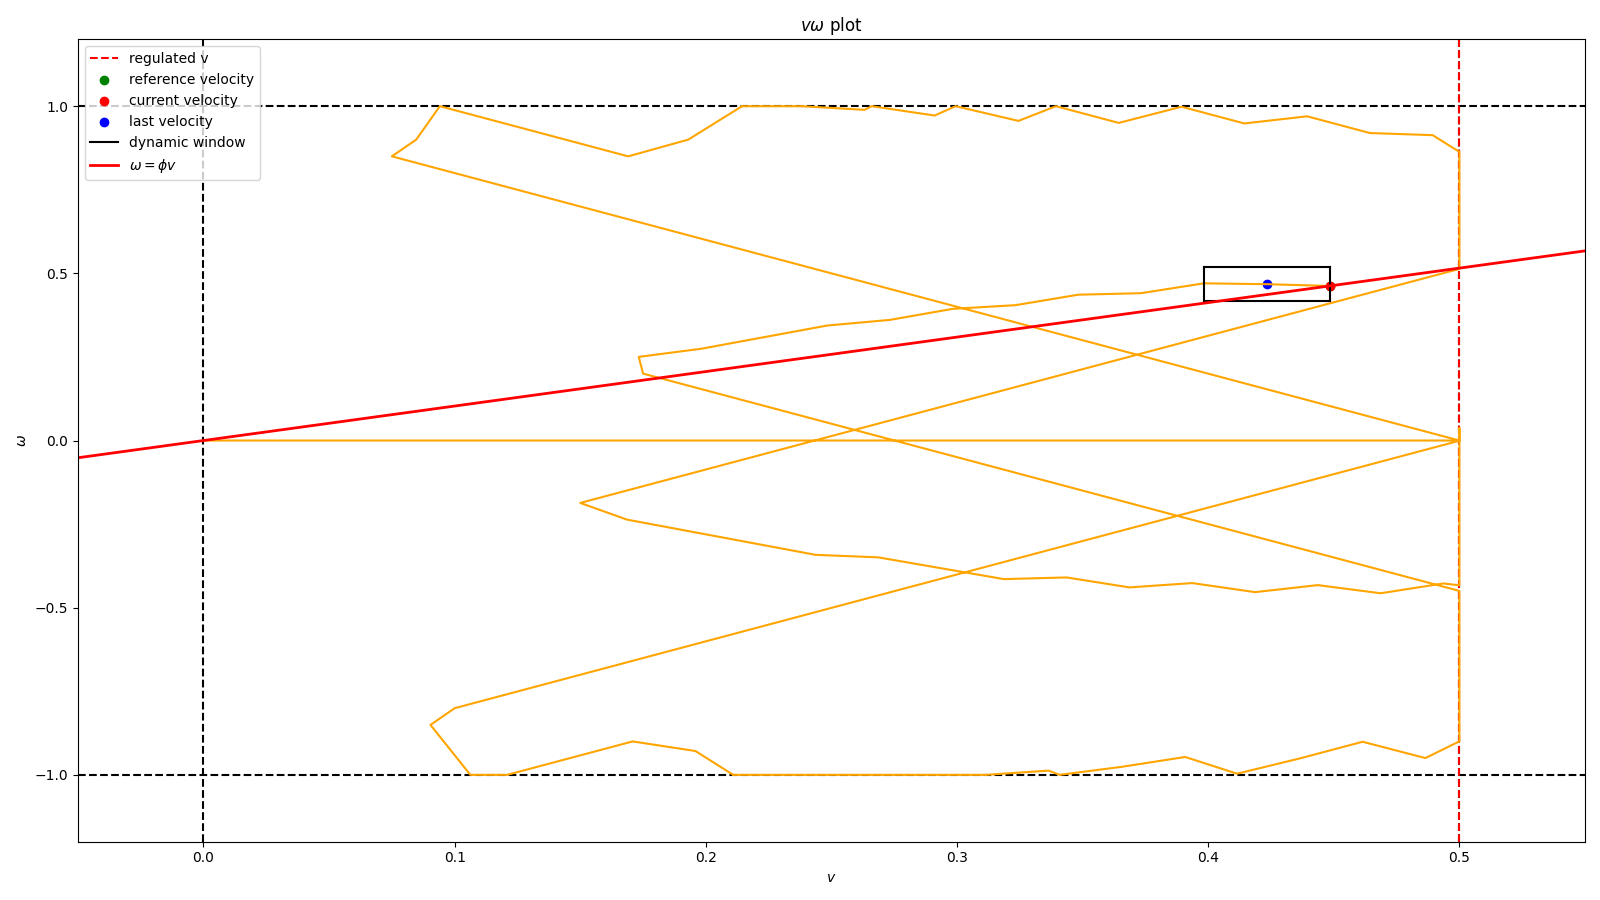 vω plot
regulated v
reference velocity
current velocity
last velocity
dynamic window
ω = ϕv
1.0
0.5
0.0
−0.5
−1.0
ω
0.0 0.1 0.2 0.3 0.4 0.5
v